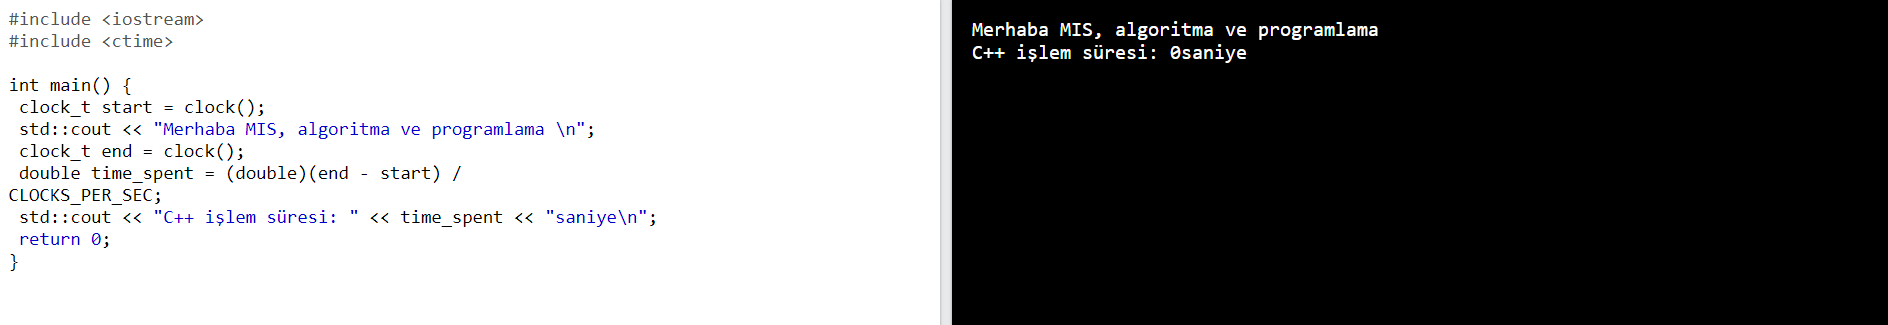 #include <iostream>
#include <ctime>
int main() {
clock_t start = clock();
std::cout << "Merhaba MIS, algoritma ve programlama \n";
clock_t end = clock();
double time_spent = (double)(end - start) /
CLOCKS_PER_SEC;
std::cout << "C++ işlem süresi: " << time_spent << "saniye\n";
return 0;
}
Merhaba MIS, algoritma ve programlama
C++ işlem süresi: 0saniye